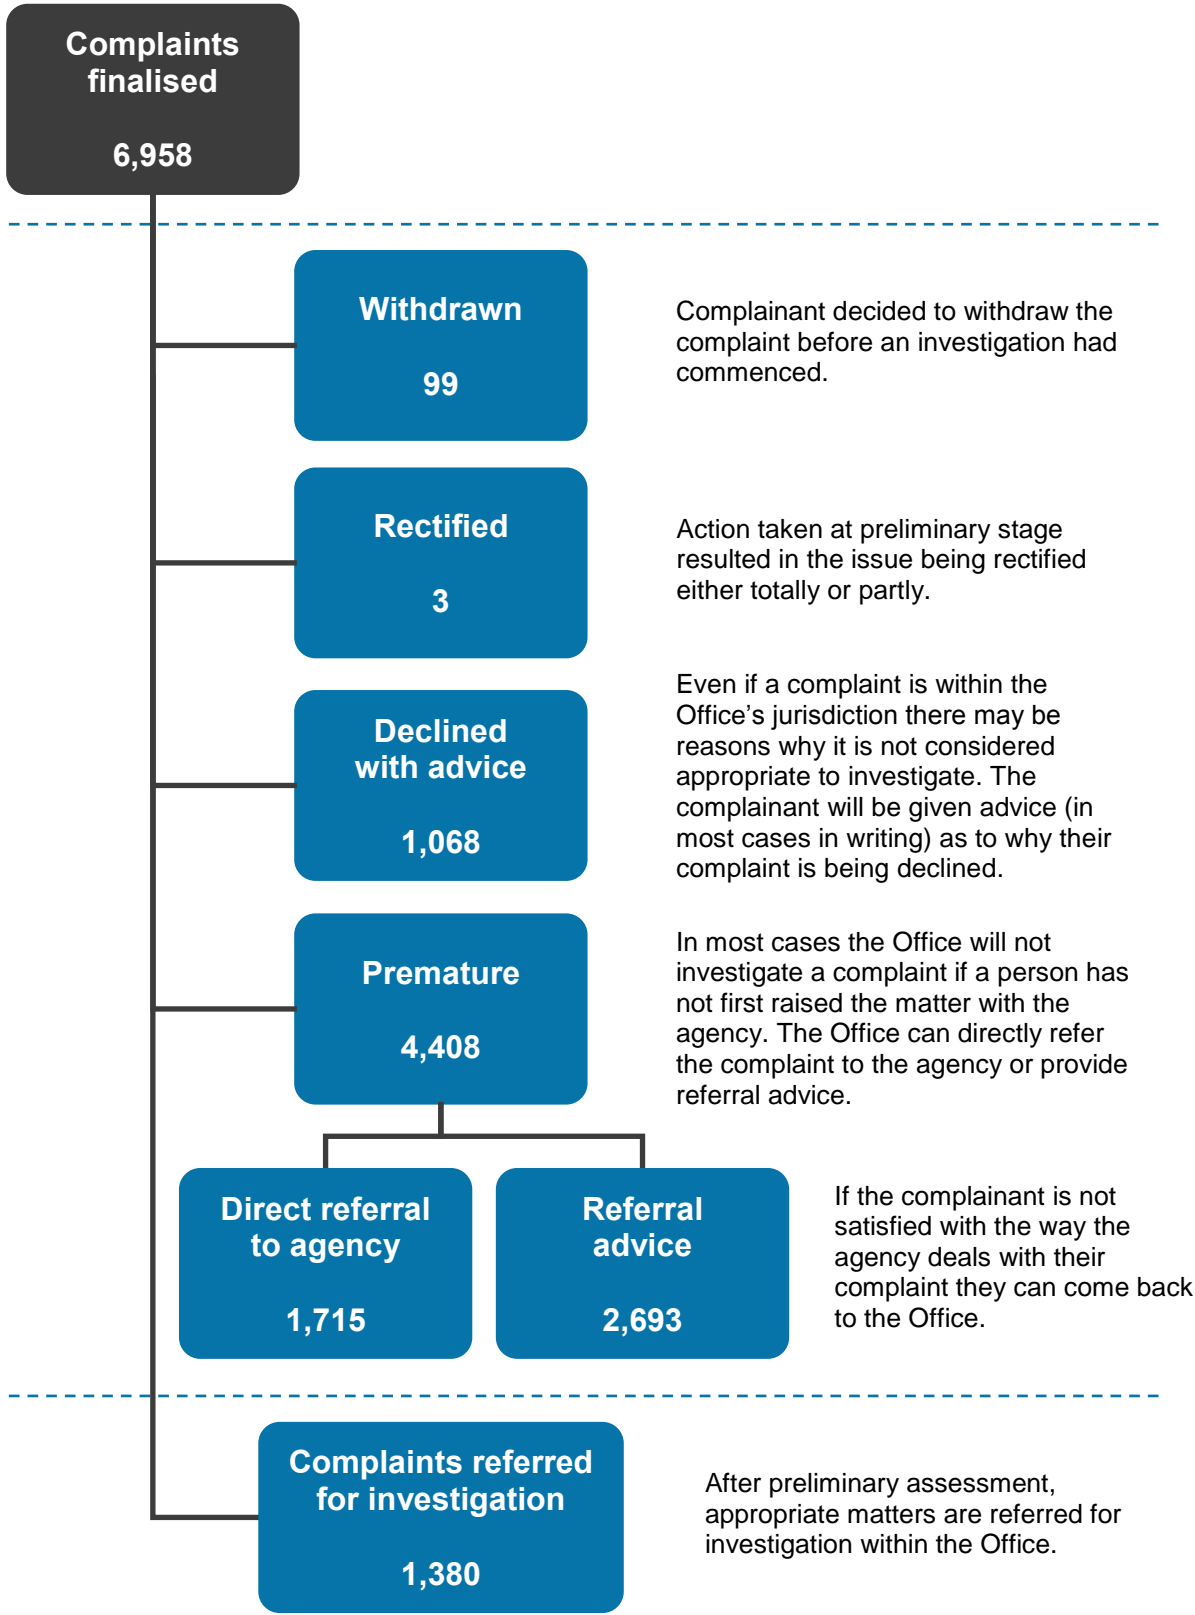 Complaints
finalised
6,958
Withdrawn
99
Complainant decided to withdraw the
complaint before an investigation had
commenced.
Rectified
3
Action taken at preliminary stage
resulted in the issue being rectified
either totally or partly.
Declined
with advice
1,068
Even if a complaint is within the
Office’s jurisdiction there may be
reasons why it is not considered
appropriate to investigate. The
complainant will be given advice (in
most cases in writing) as to why their
complaint is being declined.
Premature
4,408
In most cases the Office will not
investigate a complaint if a person has
not first raised the matter with the
agency. The Office can directly refer
the complaint to the agency or provide
referral advice.
Direct referral
to agency
1,715
Referral
advice
2,693
If the complainant is not
satisfied with the way the
agency deals with their
complaint they can come back
to the Office.
Complaints referred
for investigation
1,380
After preliminary assessment,
appropriate matters are referred for
investigation within the Office.